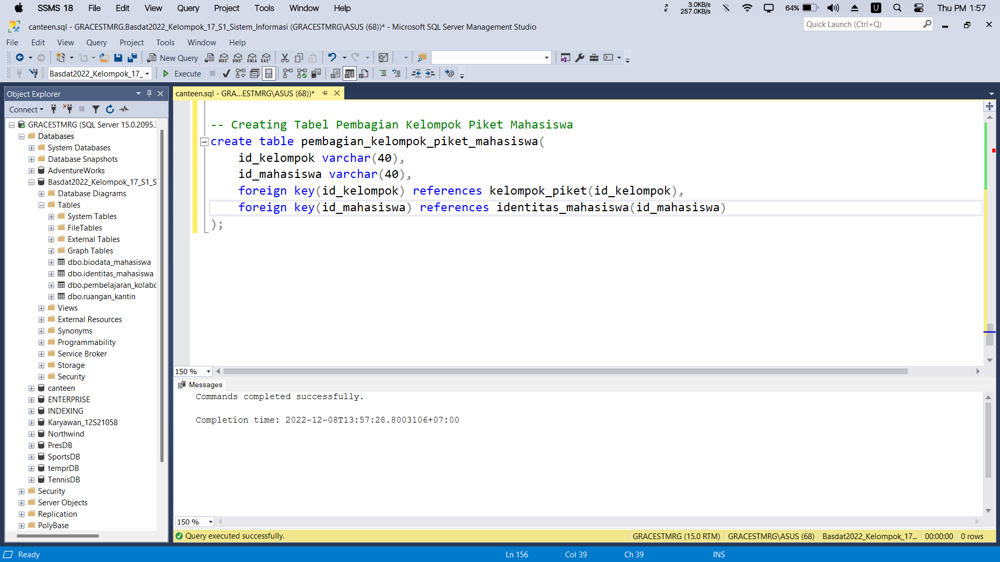 SSMS 18 File Edit View Query Project Tools Window Help 3.0KB/s 257.0KB/s 64% U Thu PM 1:57
canteen.sql - GRACESTMRG.Basdat2022_Kelompok_17_S1_Sistem_Informasi (GRACESTMRG\ASUS (68))* - Microsoft SQL Server Management Studio
Quick Launch (Ctrl+Q)
File Edit View Query Project Tools Window Help
New Query MDX DMX XMLA DAX
Basdat2022_Kelompok_17_ Execute
Object Explorer
Connect
GRACESTMRG (SQL Server 15.0.2095.3
Databases
System Databases
Database Snapshots
AdventureWorks
Basdat2022_Kelompok_17_S1_S
Database Diagrams
Tables
System Tables
FileTables
External Tables
Graph Tables
dbo.biodata_mahasiswa
dbo.identitas_mahasiswa
dbo.pembelajaran_kolabo
dbo.ruangan_kantin
Views
External Resources
Synonyms
Programmability
Service Broker
Storage
Security
canteen
ENTERPRISE
INDEXING
Karyawan_12S21058
Northwind
PresDB
SportsDB
temprDB
TennisDB
Security
Server Objects
Replication
PolyBase
canteen.sql - GRA...ESTMRG\ASUS (68))*
-- Creating Tabel Pembagian Kelompok Piket Mahasiswa
create table pembagian_kelompok_piket_mahasiswa(
id_kelompok varchar(40),
id_mahasiswa varchar(40),
foreign key(id_kelompok) references kelompok_piket(id_kelompok),
foreign key(id_mahasiswa) references identitas_mahasiswa(id_mahasiswa)
);
150 %
Messages
Commands completed successfully.
Completion time: 2022-12-08T13:57:28.8003106+07:00
150 %
Query executed successfully. GRACESTMRG (15.0 RTM) GRACESTMRG\ASUS (68) Basdat2022_Kelompok_17... 00:00:00 0 rows
Ready Ln 156 Col 39 Ch 39 INS